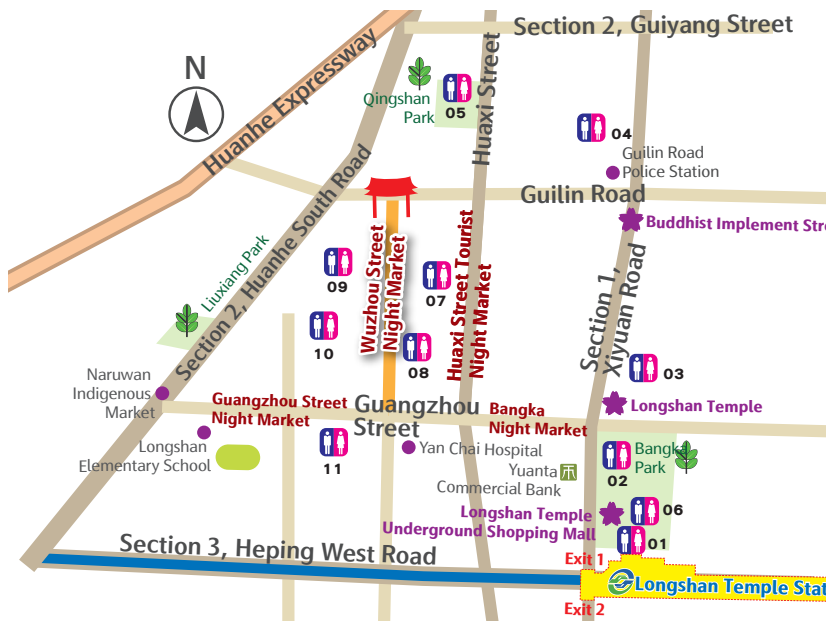 Section 2, Guiyang Street
N
Huanhe Expressway
Huaxi Street
Qingshan
Park
05
04
Guilin Road
Police Station
Guilin Road
Section 2, Huanhe South Road
Buddhist Implement Stre
Liuxiang Park
09
Wuzhou Street
Night Market
07
Huaxi Street Tourist
Night Market
Section 1,
Xiyuan Road
10
08
03
Naruwan
Indigenous
Market
Guangzhou Street
Night Market
Guangzhou
Street
Bangka
Night Market
Longshan Temple
Longshan
Elementary School
11
Yan Chai Hospital
Yuanta
Commercial Bank
02
Bangka
Park
Longshan Temple
Underground Shopping Mall
06
01
Section 3, Heping West Road
Exit 1
Longshan Temple Stat
Exit 2